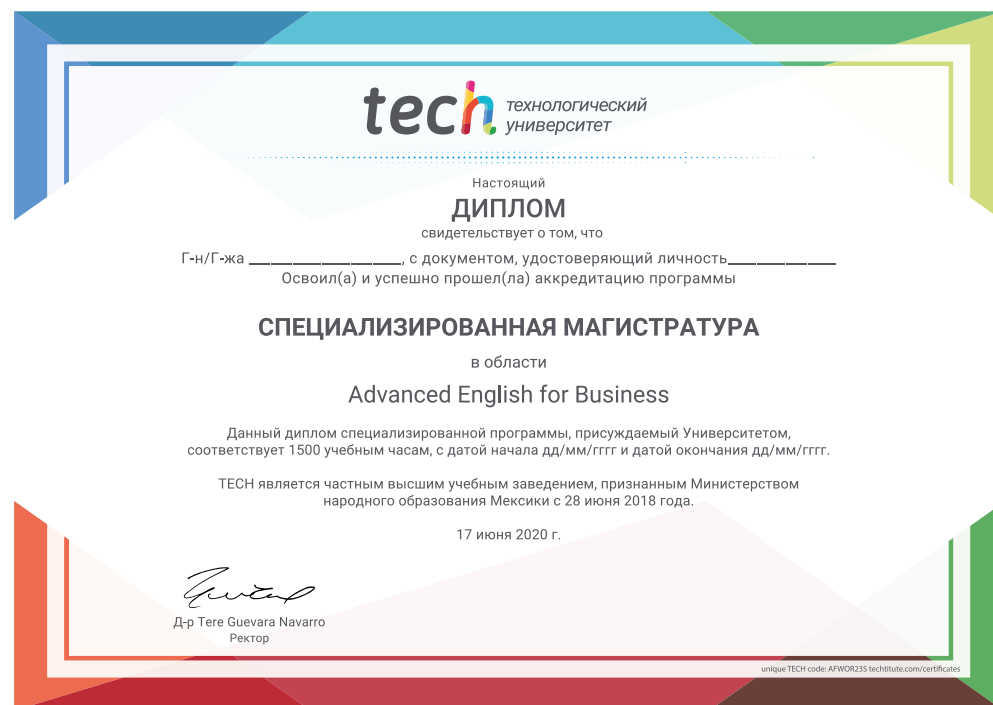 tech технологический
университет
Настоящий
ДИПЛОМ
свидетельствует о том, что
Г-н/Г-жа ____________________, с документом, удостоверяющий личность______________
Освоил(а) и успешно прошел(ла) аккредитацию программы
СПЕЦИАЛИЗИРОВАННАЯ МАГИСТРАТУРА
в области
Advanced English for Business
Данный диплом специализированной программы, присуждаемый Университетом,
соответствует 1500 учебным часам, с датой начала дд/мм/гггг и датой окончания дд/мм/гггг.
TECH является частным высшим учебным заведением, признанным Министерством
народного образования Мексики с 28 июня 2018 года.
17 июня 2020 г.
Д-р Tere Guevara Navarro
Ректор
unique TECH code: AFWOR23S techtitute.com/certificates